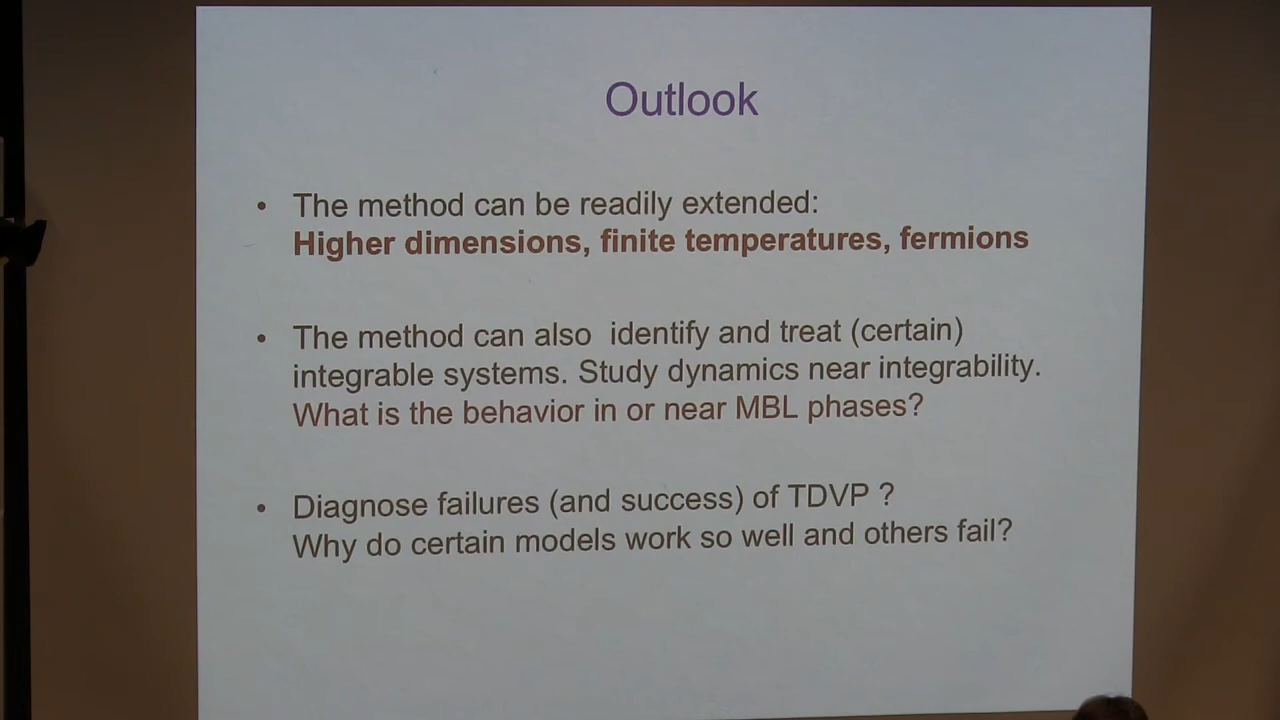 Outlook
• The method can be readily extended:
Higher dimensions, finite temperatures, fermions
• The method can also identify and treat (certain)
integrable systems. Study dynamics near integrability.
What is the behavior in or near MBL phases?
• Diagnose failures (and success) of TDVP ?
Why do certain models work so well and others fail?